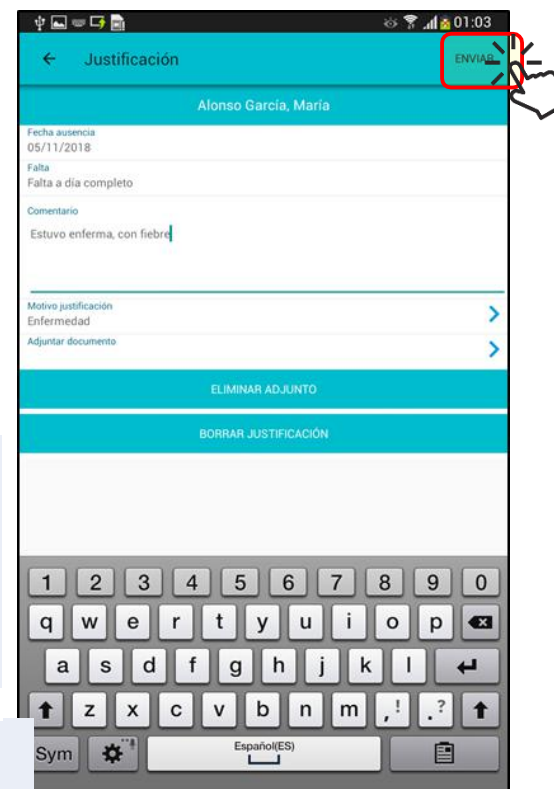 01:03
Justificación
ENVIAR
Alonso García, María
Fecha ausencia
05/11/2018
Falta
Falta a día completo
Comentario
Estuvo enferma, con fiebre
Motivo justificación
Enfermedad
Adjuntar documento
ELIMINAR ADJUNTO
BORRAR JUSTIFICACIÓN
1 2 3 4 5 6 7 8 9 0
q w e r t y u i o p
a s d f g h j k l
z x c v b n m , ! . ?
Sym Español(ES)